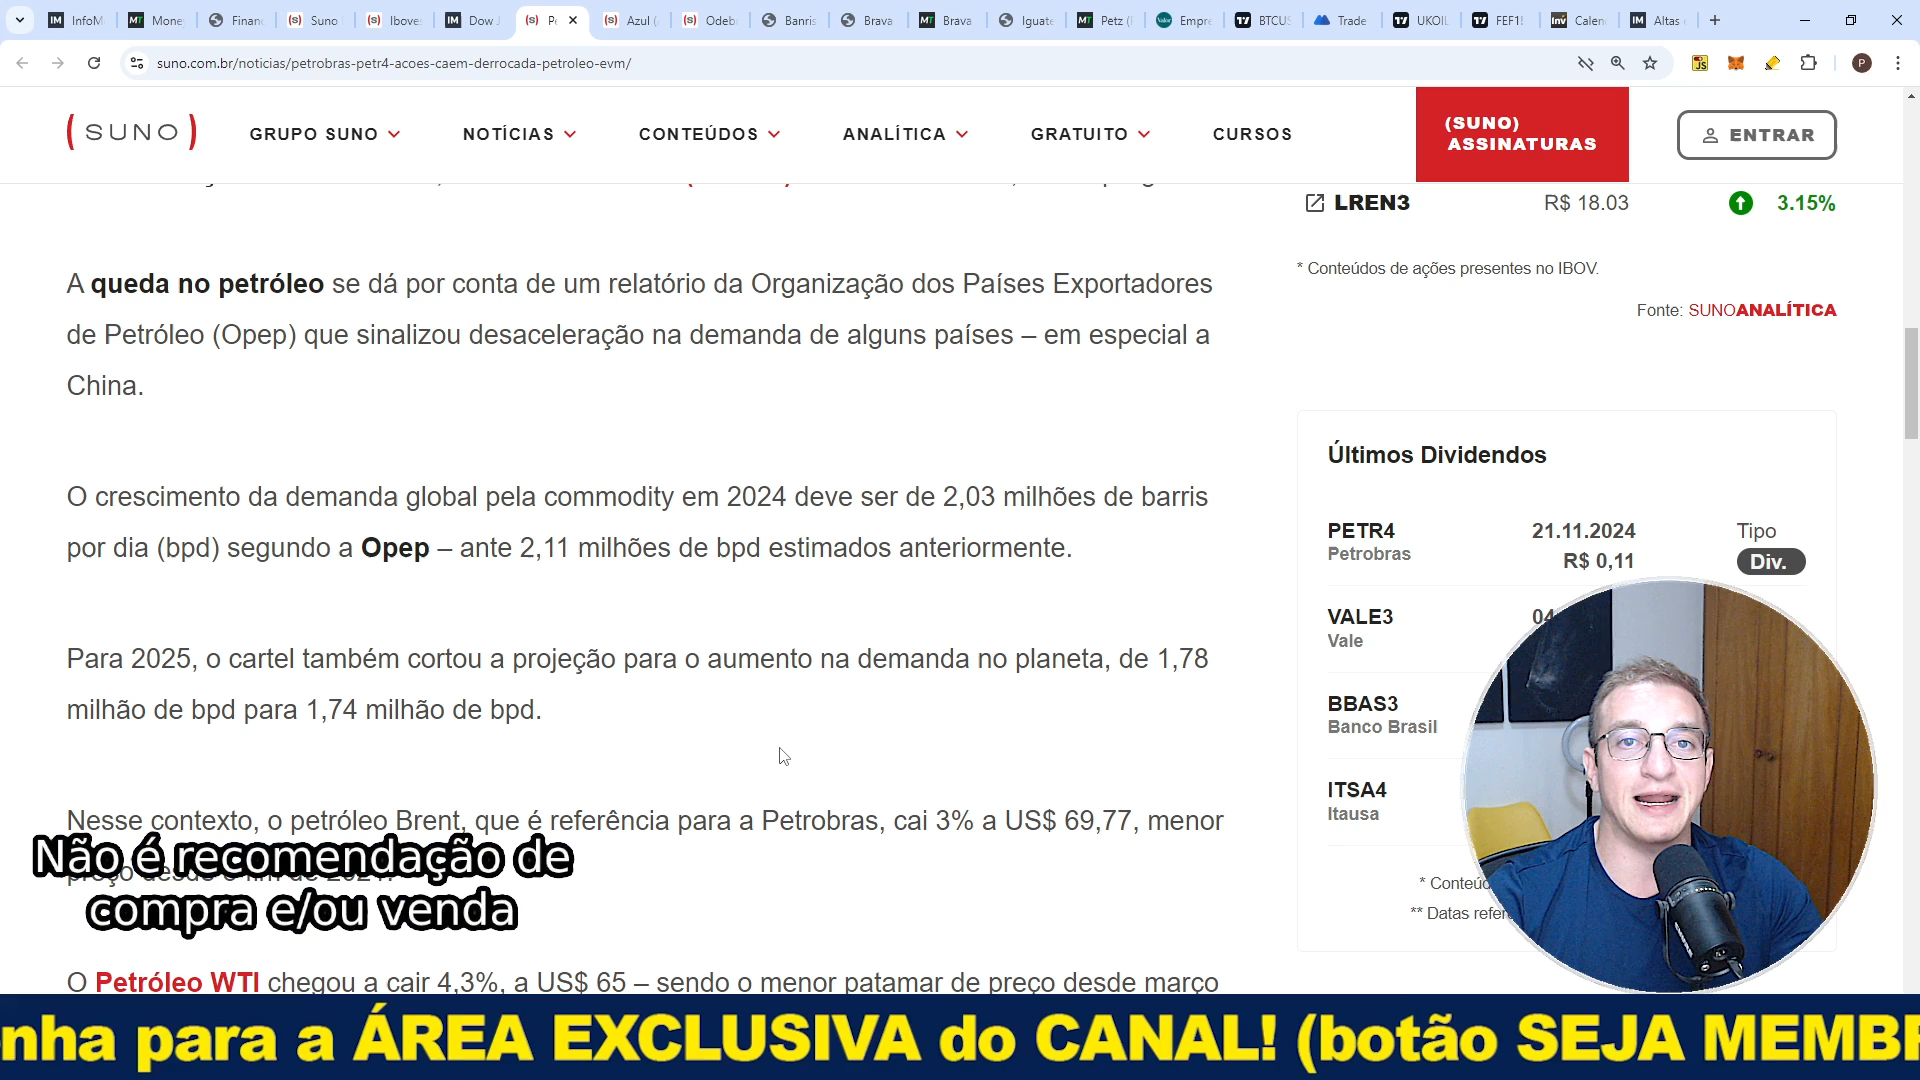 InfoM
Mone
Finan
Suno
Iboves
Dow J
Pe
Azul (
Odeb
Banris
Brava
Brava
Iguate
Petz (
Empre
BTCUS
Trade
UKOIL
FEF1!
Calen
Altas
suno.com.br/noticias/petrobras-petr4-acoes-caem-derrocada-petroleo-evm/
(SUNO)
GRUPO SUNO
NOTÍCIAS
CONTEÚDOS
ANALÍTICA
GRATUITO
CURSOS
(SUNO)
ASSINATURAS
ENTRAR
LREN3 R$ 18.03 3.15%
* Conteúdos de ações presentes no IBOV.
Fonte: SUNOANALÍTICA
A queda no petróleo se dá por conta de um relatório da Organização dos Países Exportadores
de Petróleo (Opep) que sinalizou desaceleração na demanda de alguns países – em especial a
China.
O crescimento da demanda global pela commodity em 2024 deve ser de 2,03 milhões de barris
por dia (bpd) segundo a Opep – ante 2,11 milhões de bpd estimados anteriormente.
Para 2025, o cartel também cortou a projeção para o aumento na demanda no planeta, de 1,78
milhão de bpd para 1,74 milhão de bpd.
Nesse contexto, o petróleo Brent, que é referência para a Petrobras, cai 3% a US$ 69,77, menor
O Petróleo WTI chegou a cair 4,3%, a US$ 65 – sendo o menor patamar de preço desde março
Últimos Dividendos
PETR4 21.11.2024 Tipo
Petrobras R$ 0,11 Div.
VALE3 04
Vale
BBAS3
Banco Brasil
ITSA4
Itausa
* Conteúd
** Datas refere
Não é recomendação de
compra e/ou venda
nha para a ÁREA EXCLUSIVA do CANAL! (botão SEJA MEMBR